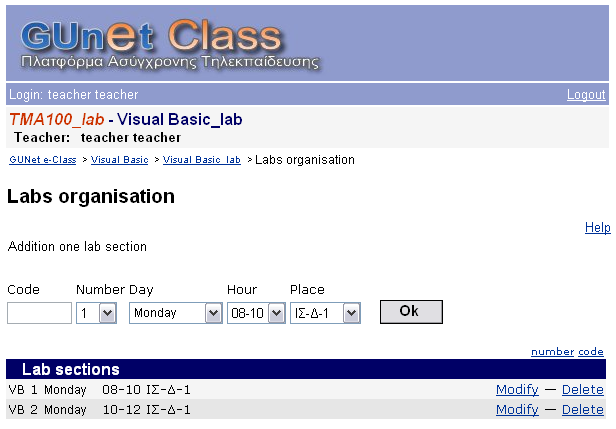 GUnet Class
Πλατφόρμα Ασύγχρονης Τηλεκπαίδευσης
Login: teacher teacher Logout
TMA100_lab - Visual Basic_lab
Teacher: teacher teacher
GUNet e-Class > Visual Basic > Visual Basic_lab > Labs organisation
Labs organisation
Help
Addition one lab section
Code Number Day Hour Place
1 Monday 08-10 ΙΣ-Δ-1 Ok
number code
Lab sections
VB 1 Monday 08-10 ΙΣ-Δ-1 Modify — Delete
VB 2 Monday 10-12 ΙΣ-Δ-1 Modify — Delete